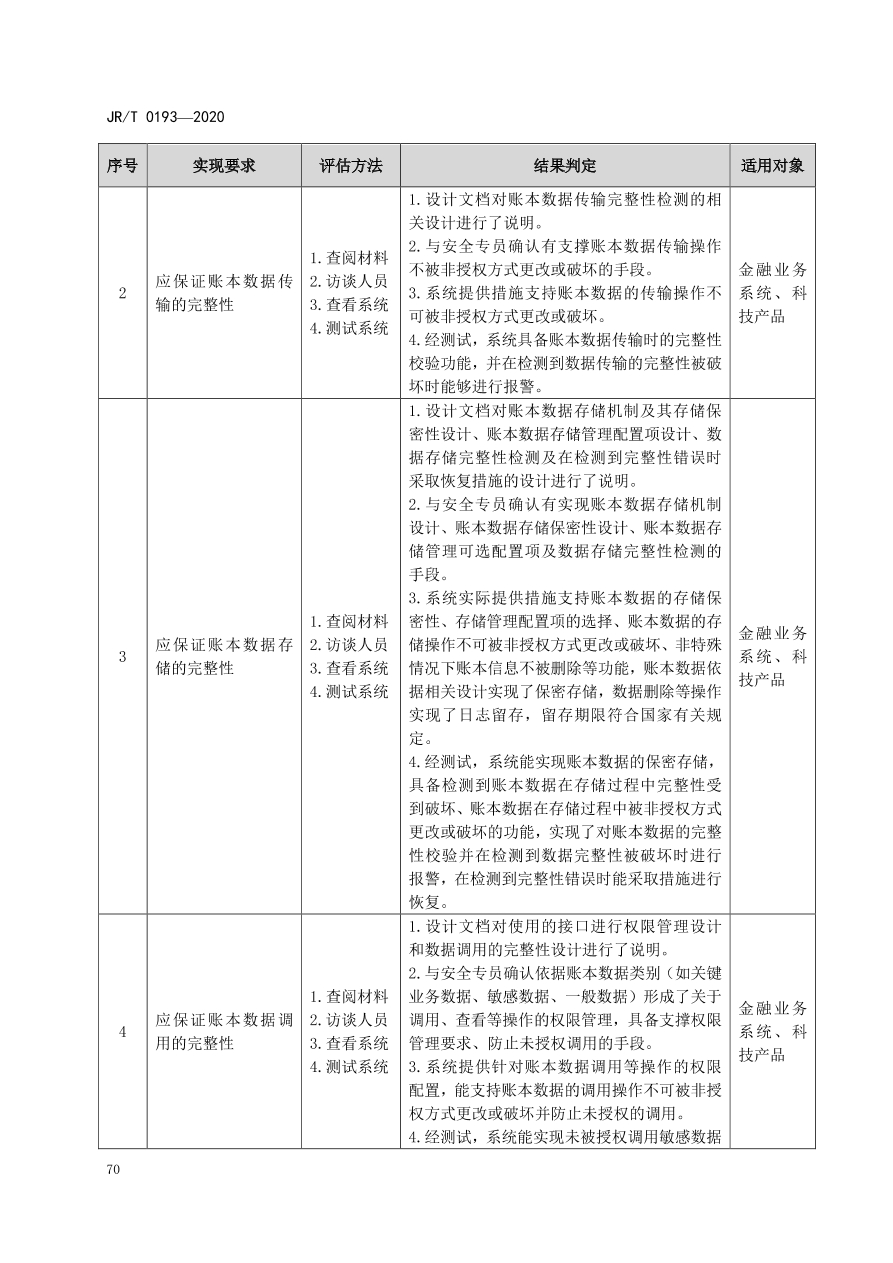 JR/T 0193—2020
序号 实现要求 评估方法 结果判定 适用对象
2
应保证账本数据传
输的完整性
1.查阅材料
2.访谈人员
3.查看系统
4.测试系统
1.设计文档对账本数据传输完整性检测的相
关设计进行了说明。
2.与安全专员确认有支撑账本数据传输操作
不被非授权方式更改或破坏的手段。
3.系统提供措施支持账本数据的传输操作不
可被非授权方式更改或破坏。
4.经测试，系统具备账本数据传输时的完整性
校验功能，并在检测到数据传输的完整性被破
坏时能够进行报警。
金融业务
系统、科
技产品
3
应保证账本数据存
储的完整性
1.查阅材料
2.访谈人员
3.查看系统
4.测试系统
1.设计文档对账本数据存储机制及其存储保
密性设计、账本数据存储管理配置项设计、数
据存储完整性检测及在检测到完整性错误时
采取恢复措施的设计进行了说明。
2.与安全专员确认有实现账本数据存储机制
设计、账本数据存储保密性设计、账本数据存
储管理可选配置项及数据存储完整性检测的
手段。
3.系统实际提供措施支持账本数据的存储保
密性、存储管理配置项的选择、账本数据的存
储操作不可被非授权方式更改或破坏、非特殊
情况下账本信息不被删除等功能，账本数据依
据相关设计实现了保密存储，数据删除等操作
实现了日志留存，留存期限符合国家有关规
定。
4.经测试，系统能实现账本数据的保密存储，
具备检测到账本数据在存储过程中完整性受
到破坏、账本数据在存储过程中被非授权方式
更改或破坏的功能，实现了对账本数据的完整
性校验并在检测到数据完整性被破坏时进行
报警，在检测到完整性错误时能采取措施进行
恢复。
金融业务
系统、科
技产品
4
应保证账本数据调
用的完整性
1.查阅材料
2.访谈人员
3.查看系统
4.测试系统
1.设计文档对使用的接口进行权限管理设计
和数据调用的完整性设计进行了说明。
2.与安全专员确认依据账本数据类别（如关键
业务数据、敏感数据、一般数据）形成了关于
调用、查看等操作的权限管理，具备支撑权限
管理要求、防止未授权调用的手段。
3.系统提供针对账本数据调用等操作的权限
配置，能支持账本数据的调用操作不可被非授
权方式更改或破坏并防止未授权的调用。
4.经测试，系统能实现未被授权调用敏感数据
金融业务
系统、科
技产品
70